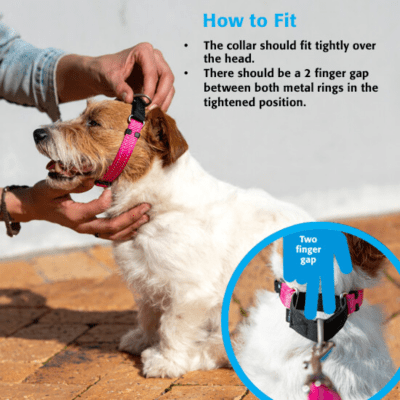 How to Fit
• The collar should fit tightly over
the head.
• There should be a 2 finger gap
between both metal rings in the
tightened position.
Two
finger
gap